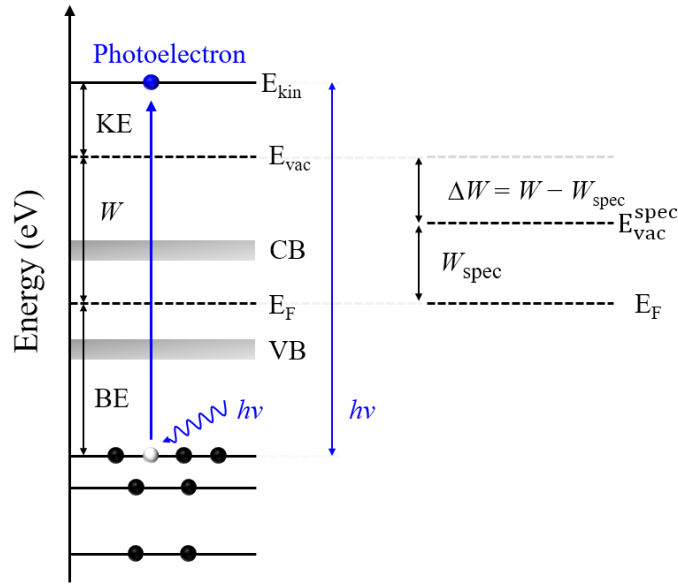 Photoelectron
E_kin
KE
E_vac
W
ΔW = W − W_spec
E_vac^spec
CB
W_spec
Energy (eV)
E_F
E_F
VB
BE
hν
hν